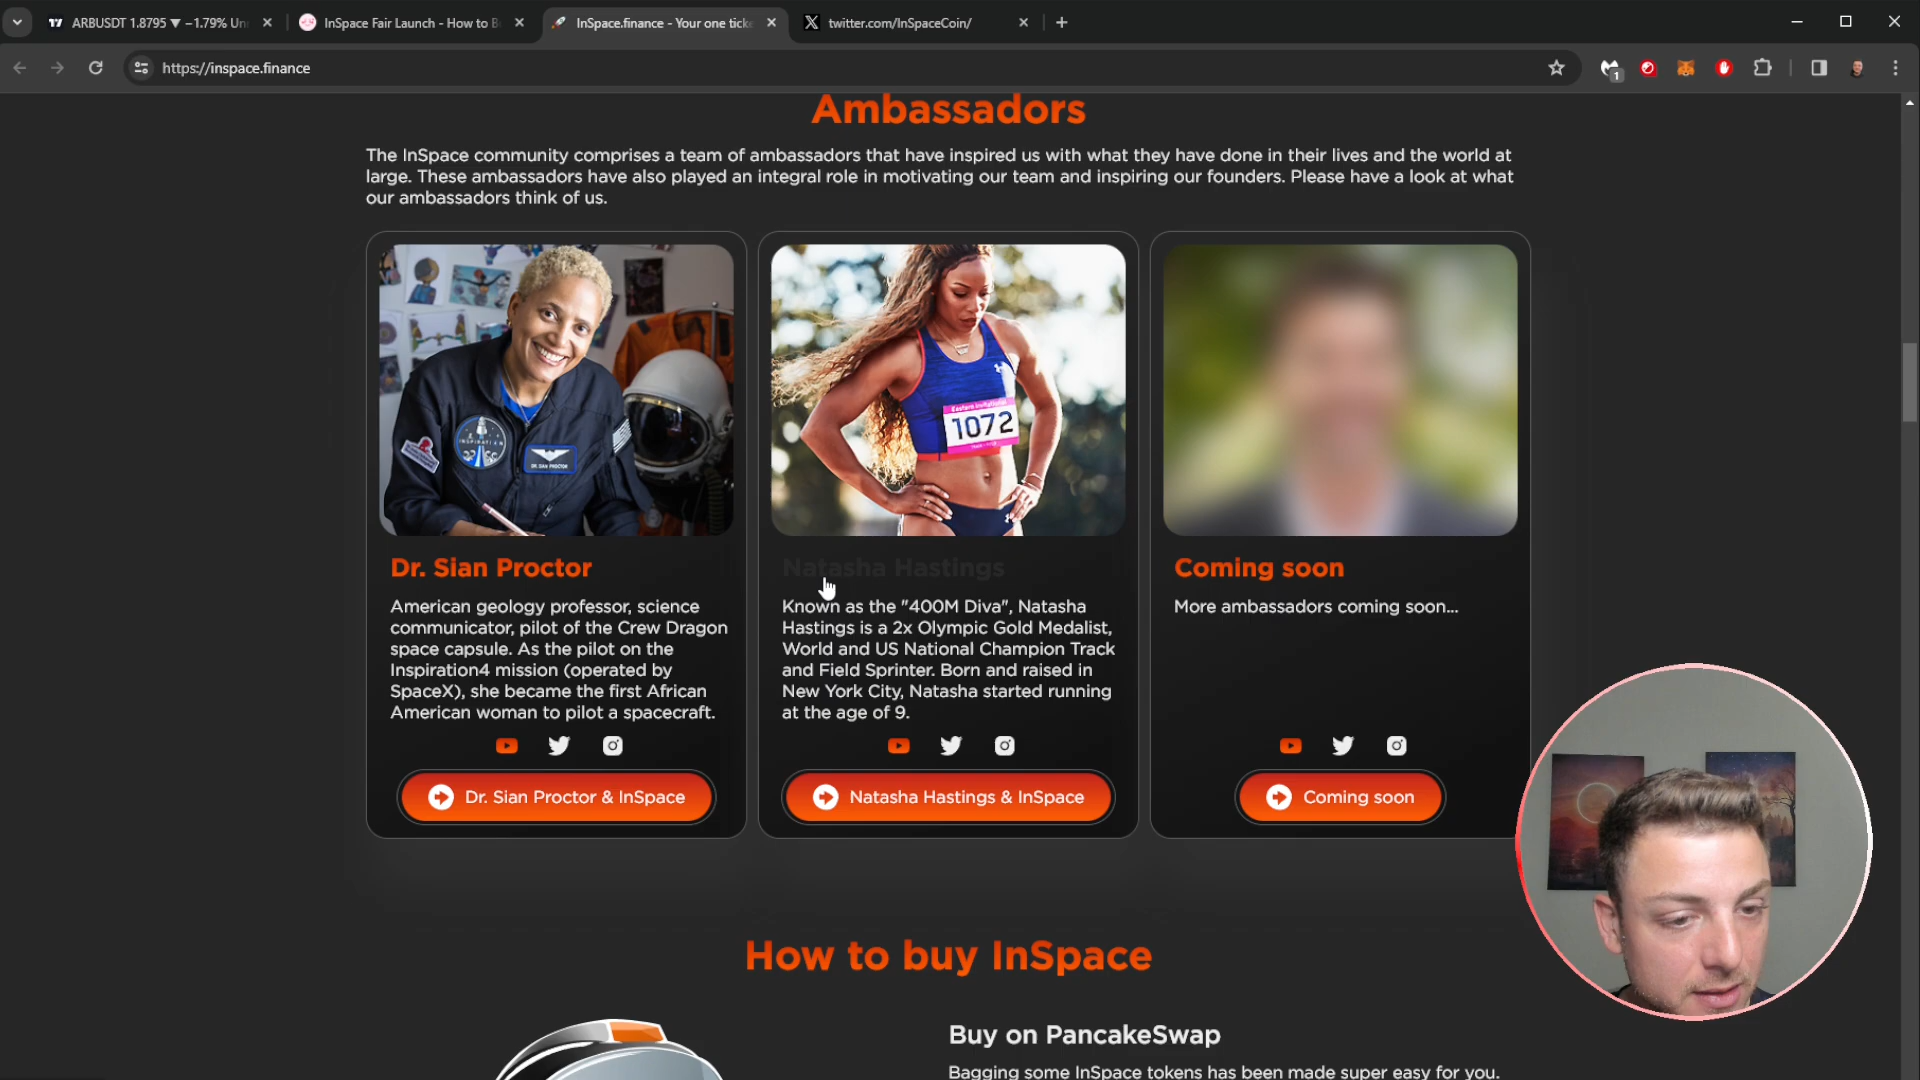 ARBUSDT 1.8795 ▼ −1.79% Un
InSpace Fair Launch - How to B
InSpace.finance - Your one ticke
twitter.com/InSpaceCoin/
https://inspace.finance
1
Ambassadors
The InSpace community comprises a team of ambassadors that have inspired us with what they have done in their lives and the world at
large. These ambassadors have also played an integral role in motivating our team and inspiring our founders. Please have a look at what
our ambassadors think of us.
INSPIRATION4
DR. SIAN PROCTOR
Eastern Invitational
1072
Dr. Sian Proctor
American geology professor, science
communicator, pilot of the Crew Dragon
space capsule. As the pilot on the
Inspiration4 mission (operated by
SpaceX), she became the first African
American woman to pilot a spacecraft.
Dr. Sian Proctor & InSpace
Natasha Hastings
Known as the "400M Diva", Natasha
Hastings is a 2x Olympic Gold Medalist,
World and US National Champion Track
and Field Sprinter. Born and raised in
New York City, Natasha started running
at the age of 9.
Natasha Hastings & InSpace
Coming soon
More ambassadors coming soon...
Coming soon
How to buy InSpace
Buy on PancakeSwap
Bagging some InSpace tokens has been made super easy for you.